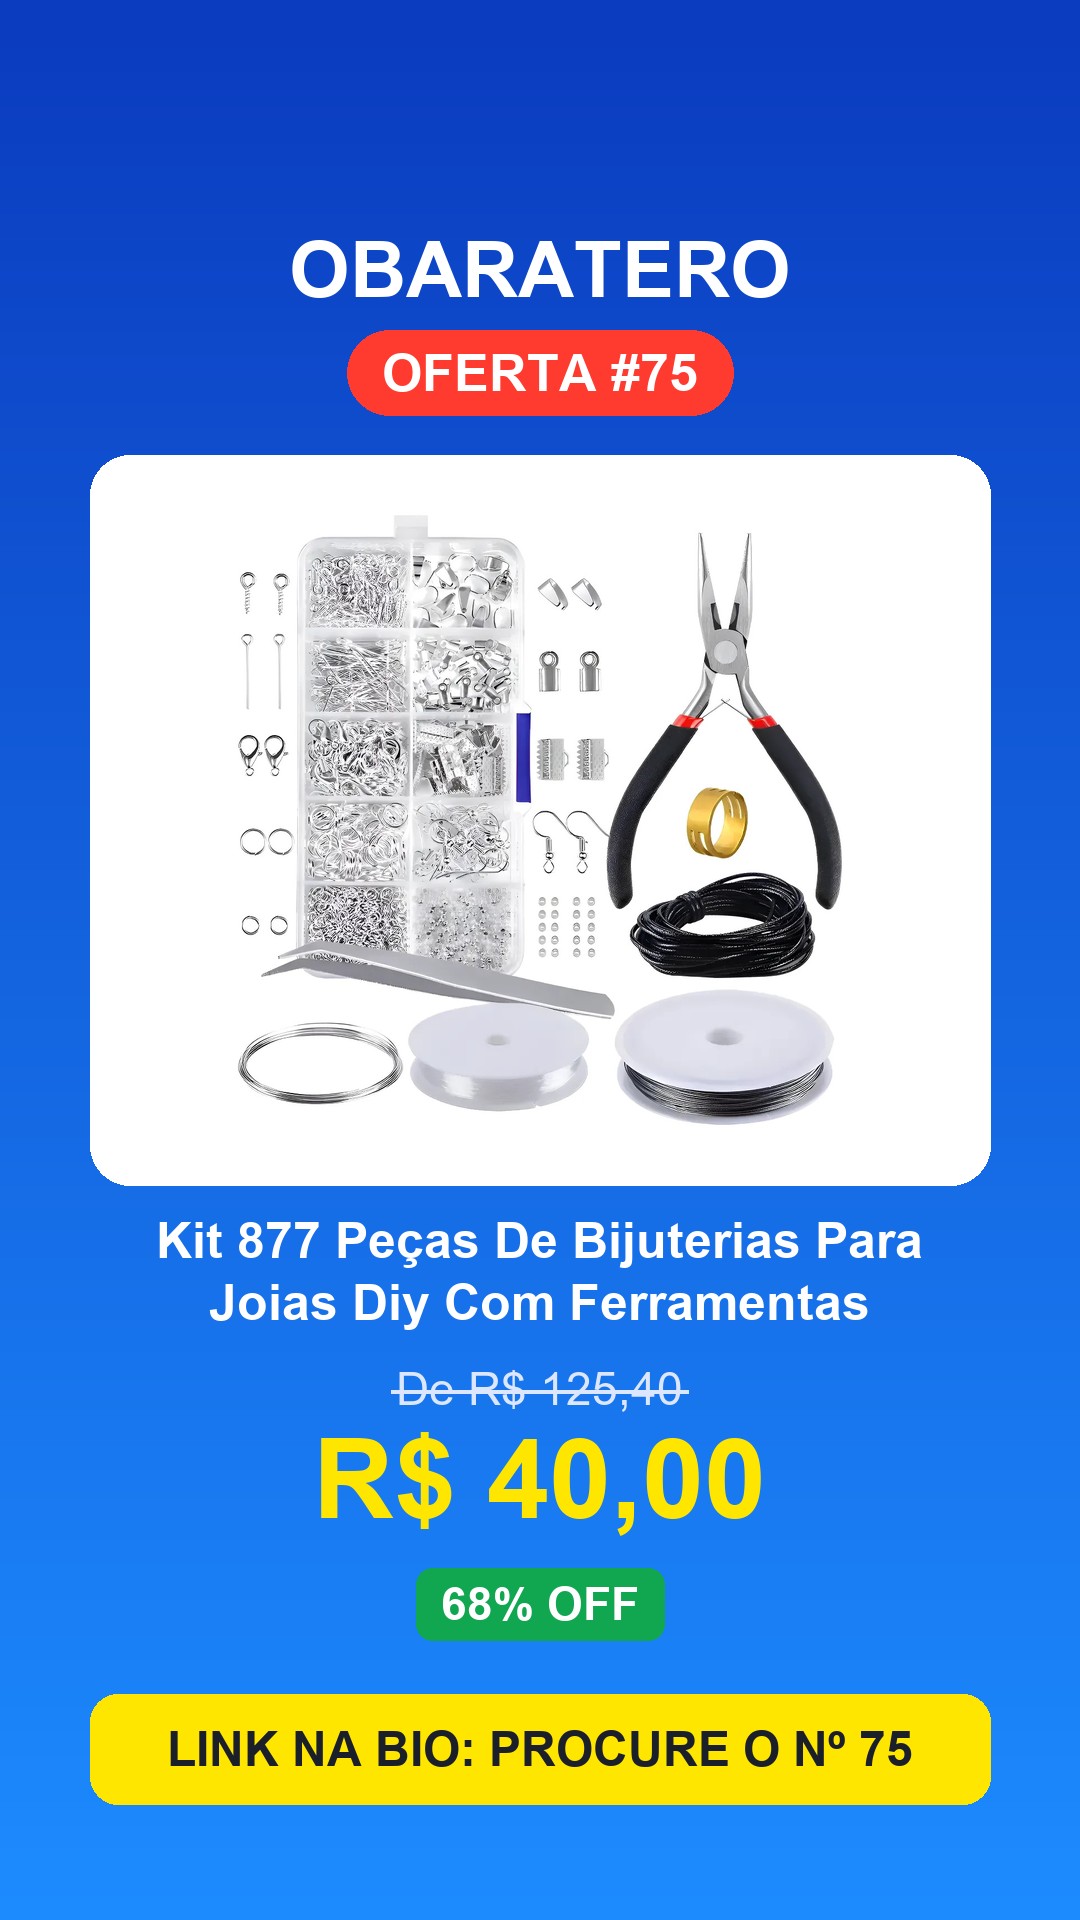 OBARATERO
OFERTA #75
Kit 877 Peças De Bijuterias Para
Joias Diy Com Ferramentas
De R$ 125,40
R$ 40,00
68% OFF
LINK NA BIO: PROCURE O Nº 75